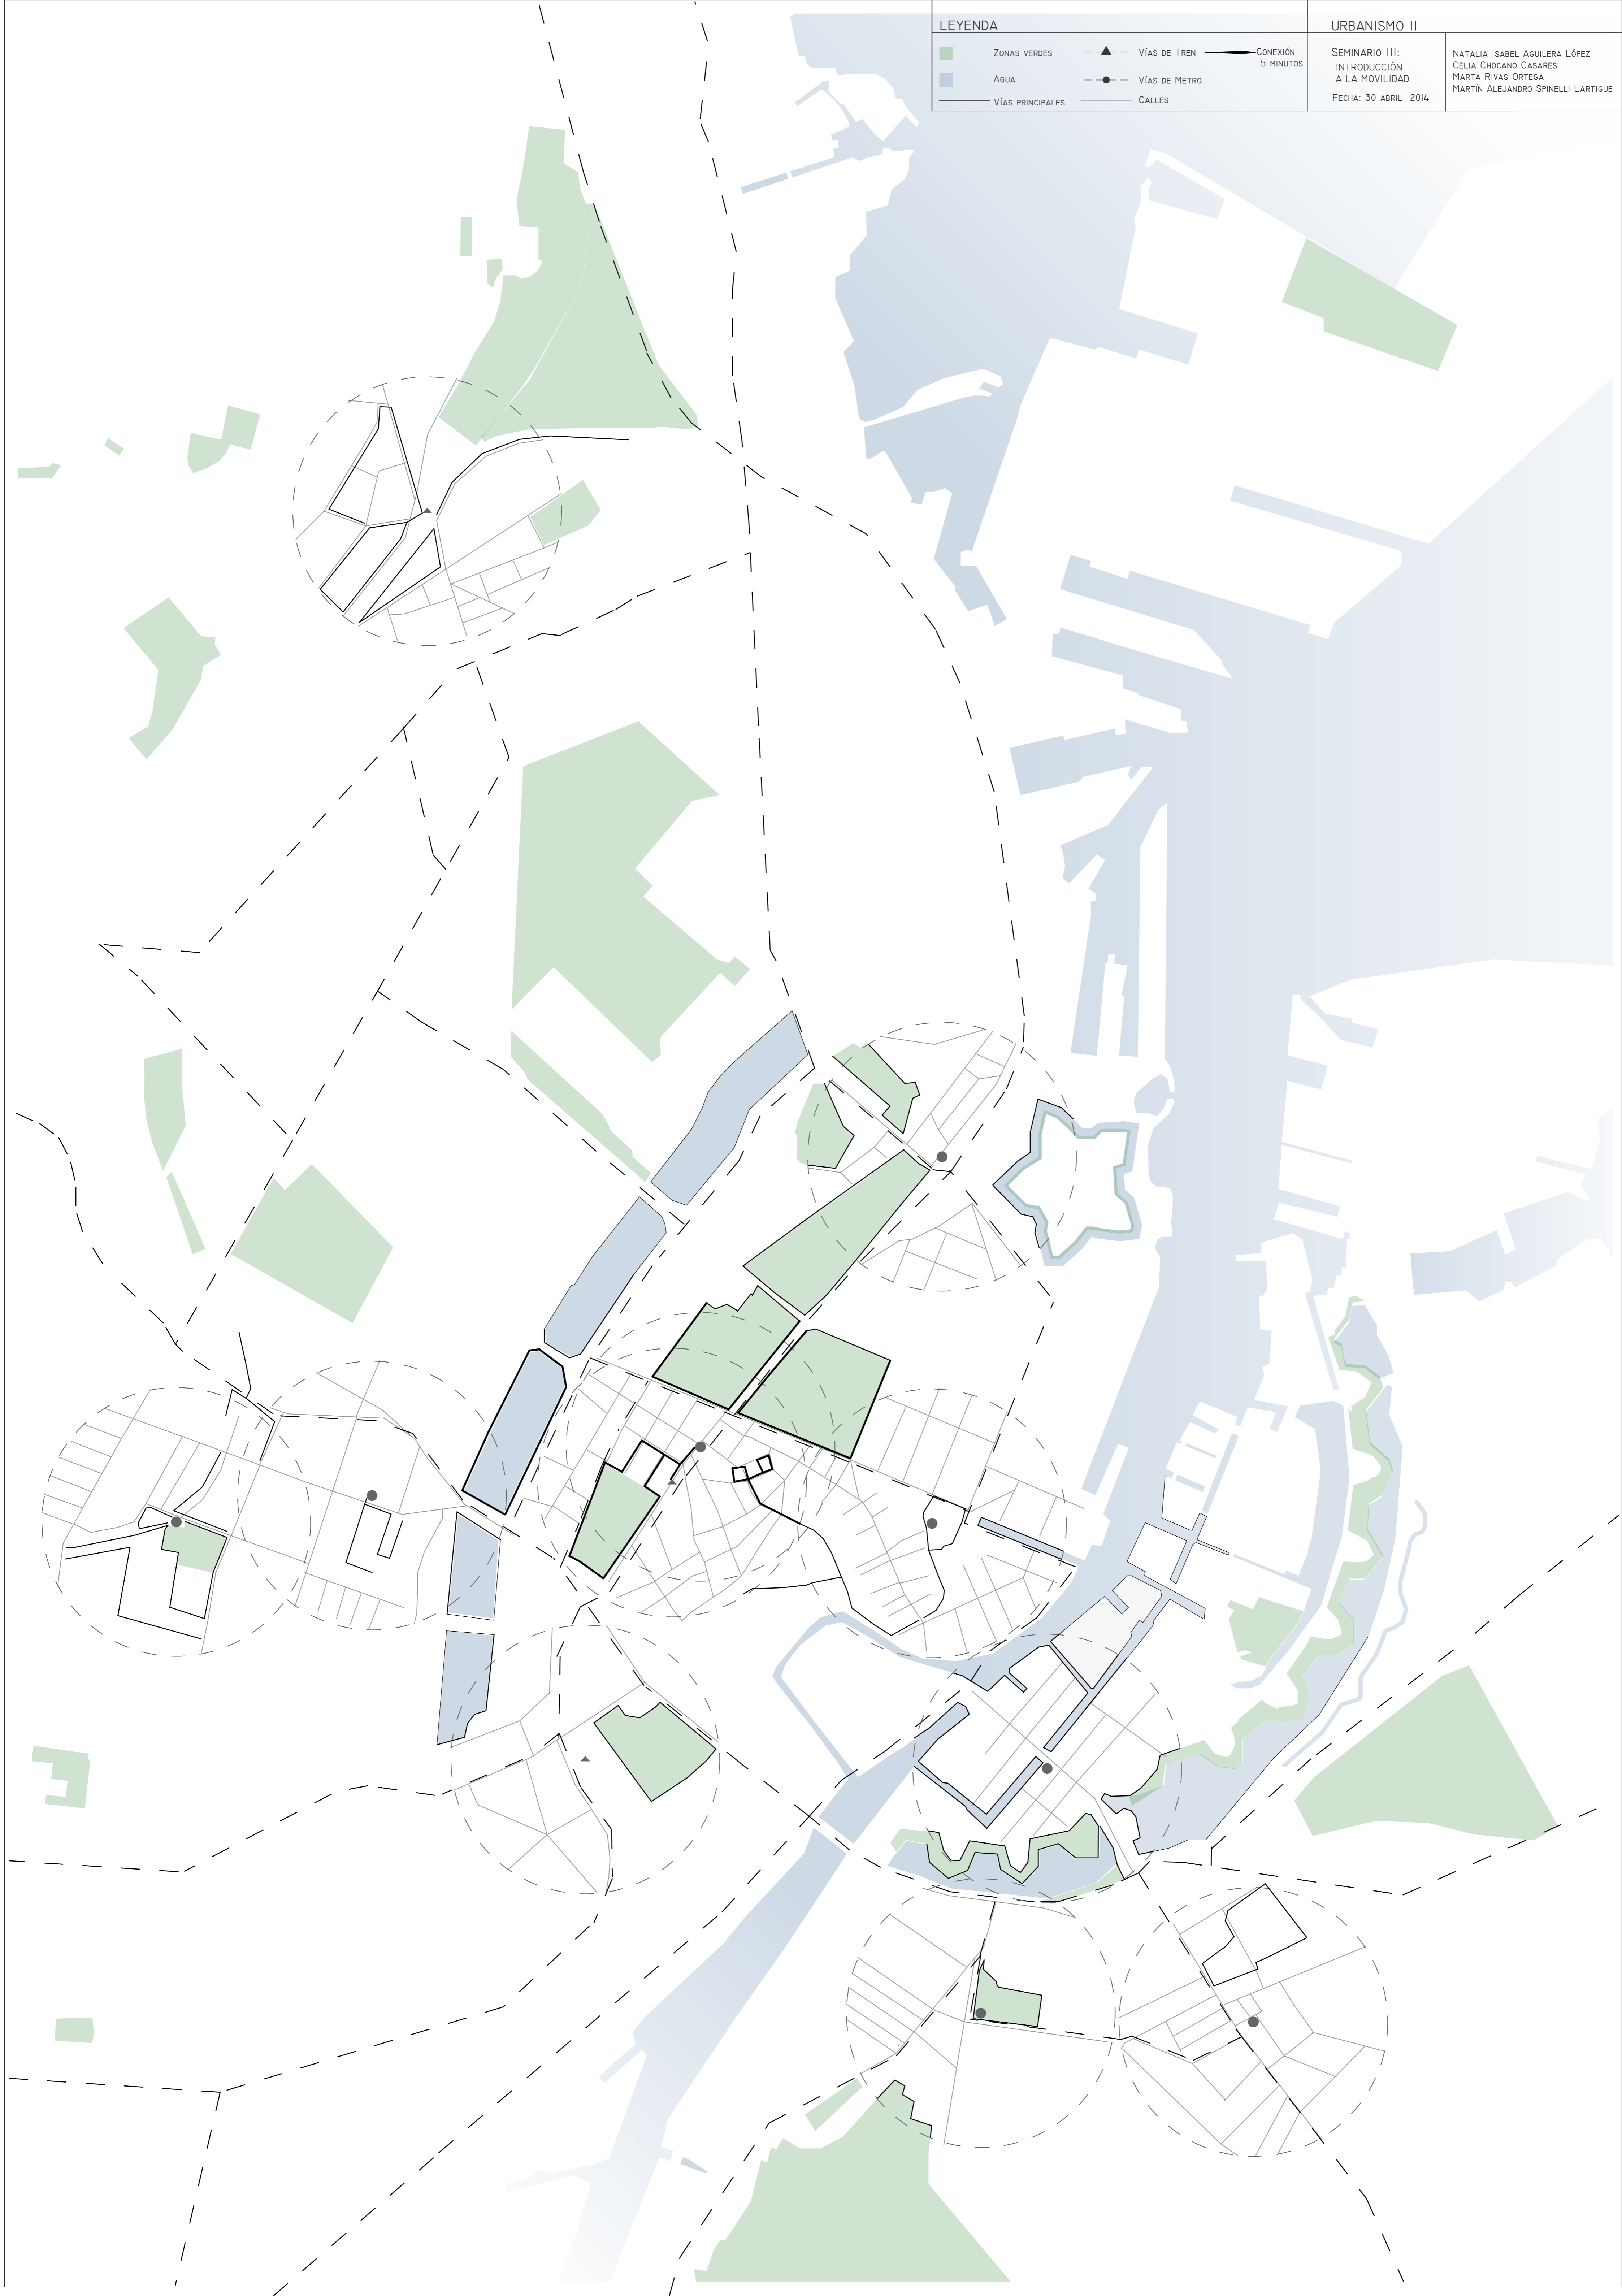 LEYENDA
ZONAS VERDES
VÍAS DE TREN
CONEXIÓN
5 MINUTOS
AGUA
VÍAS DE METRO
VÍAS PRINCIPALES
CALLES
URBANISMO II
SEMINARIO III:
INTRODUCCIÓN
A LA MOVILIDAD
FECHA: 30 ABRIL 2014
NATALIA ISABEL AGUILERA LÓPEZ
CELIA CHOCANO CASARES
MARTA RIVAS ORTEGA
MARTÍN ALEJANDRO SPINELLI LARTIGUE